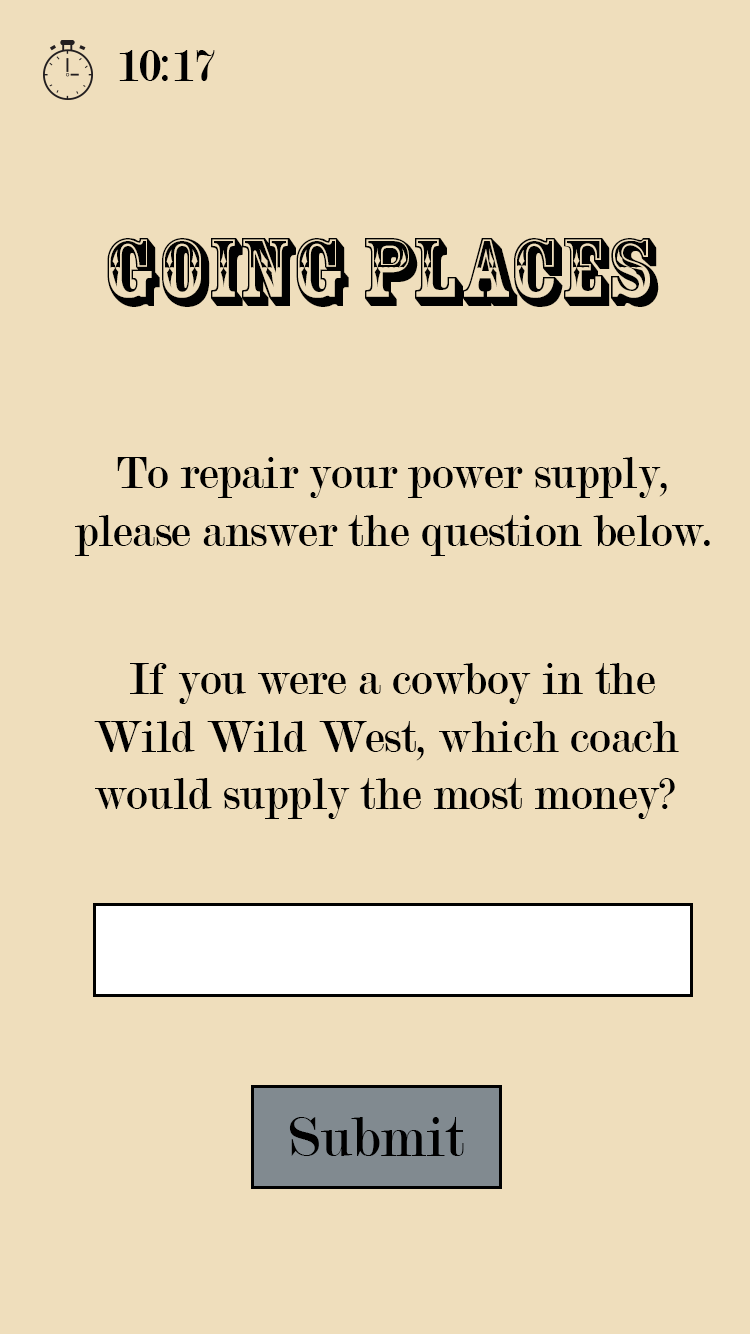 10:17
GOING PLACES
To repair your power supply,
please answer the question below.
If you were a cowboy in the
Wild Wild West, which coach
would supply the most money?
Submit